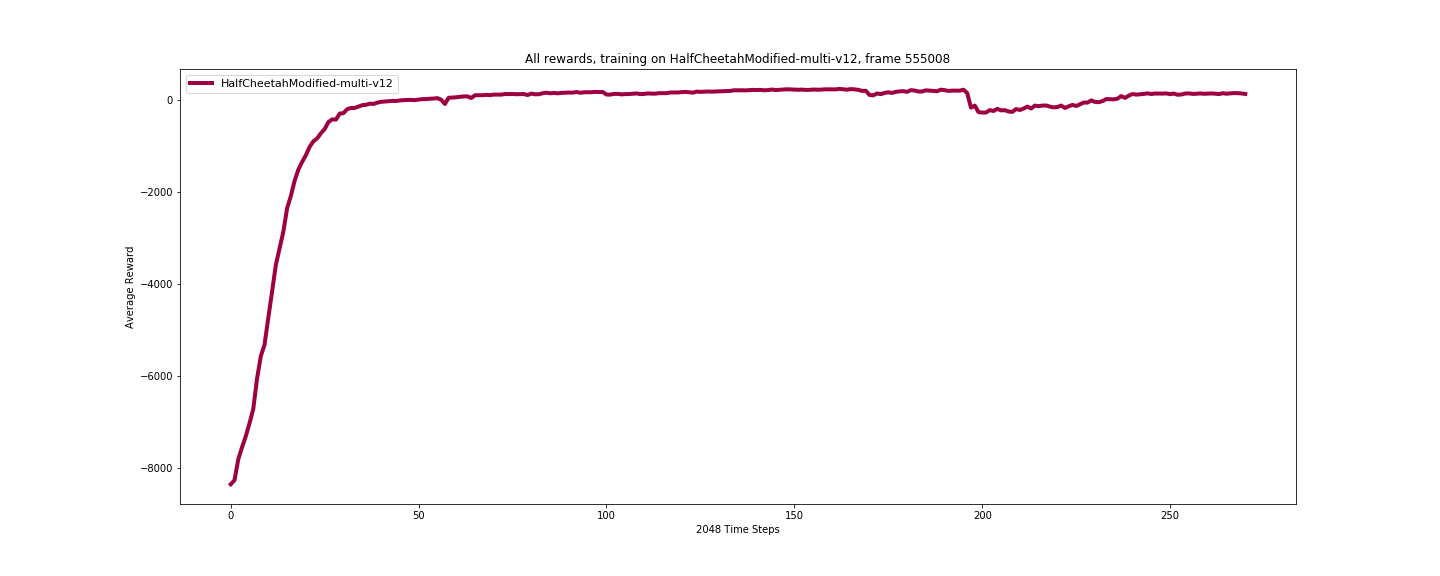 All rewards, training on HalfCheetahModified-multi-v12, frame 555008
HalfCheetahModified-multi-v12
Average Reward
0
−2000
−4000
−6000
−8000
0 50 100 150 200 250
2048 Time Steps